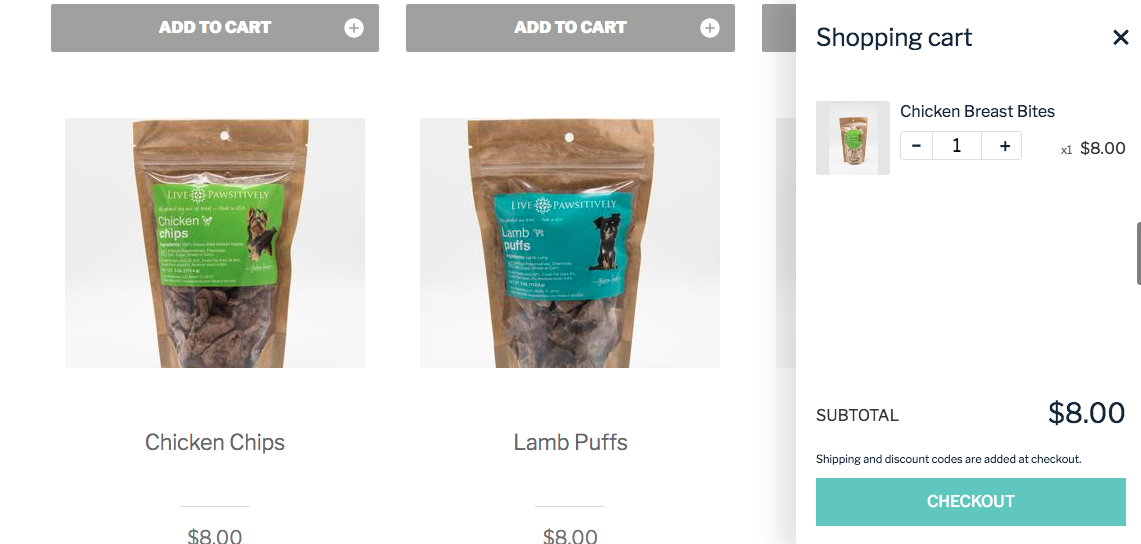 ADD TO CART
ADD TO CART
LIVE PAWSITIVELY
Chicken
chips
LIVE PAWSITIVELY
Lamb
puffs
Chicken Chips
Lamb Puffs
$8.00
$8.00
Shopping cart
Chicken Breast Bites
− 1 +
x1 $8.00
SUBTOTAL
$8.00
Shipping and discount codes are added at checkout.
CHECKOUT